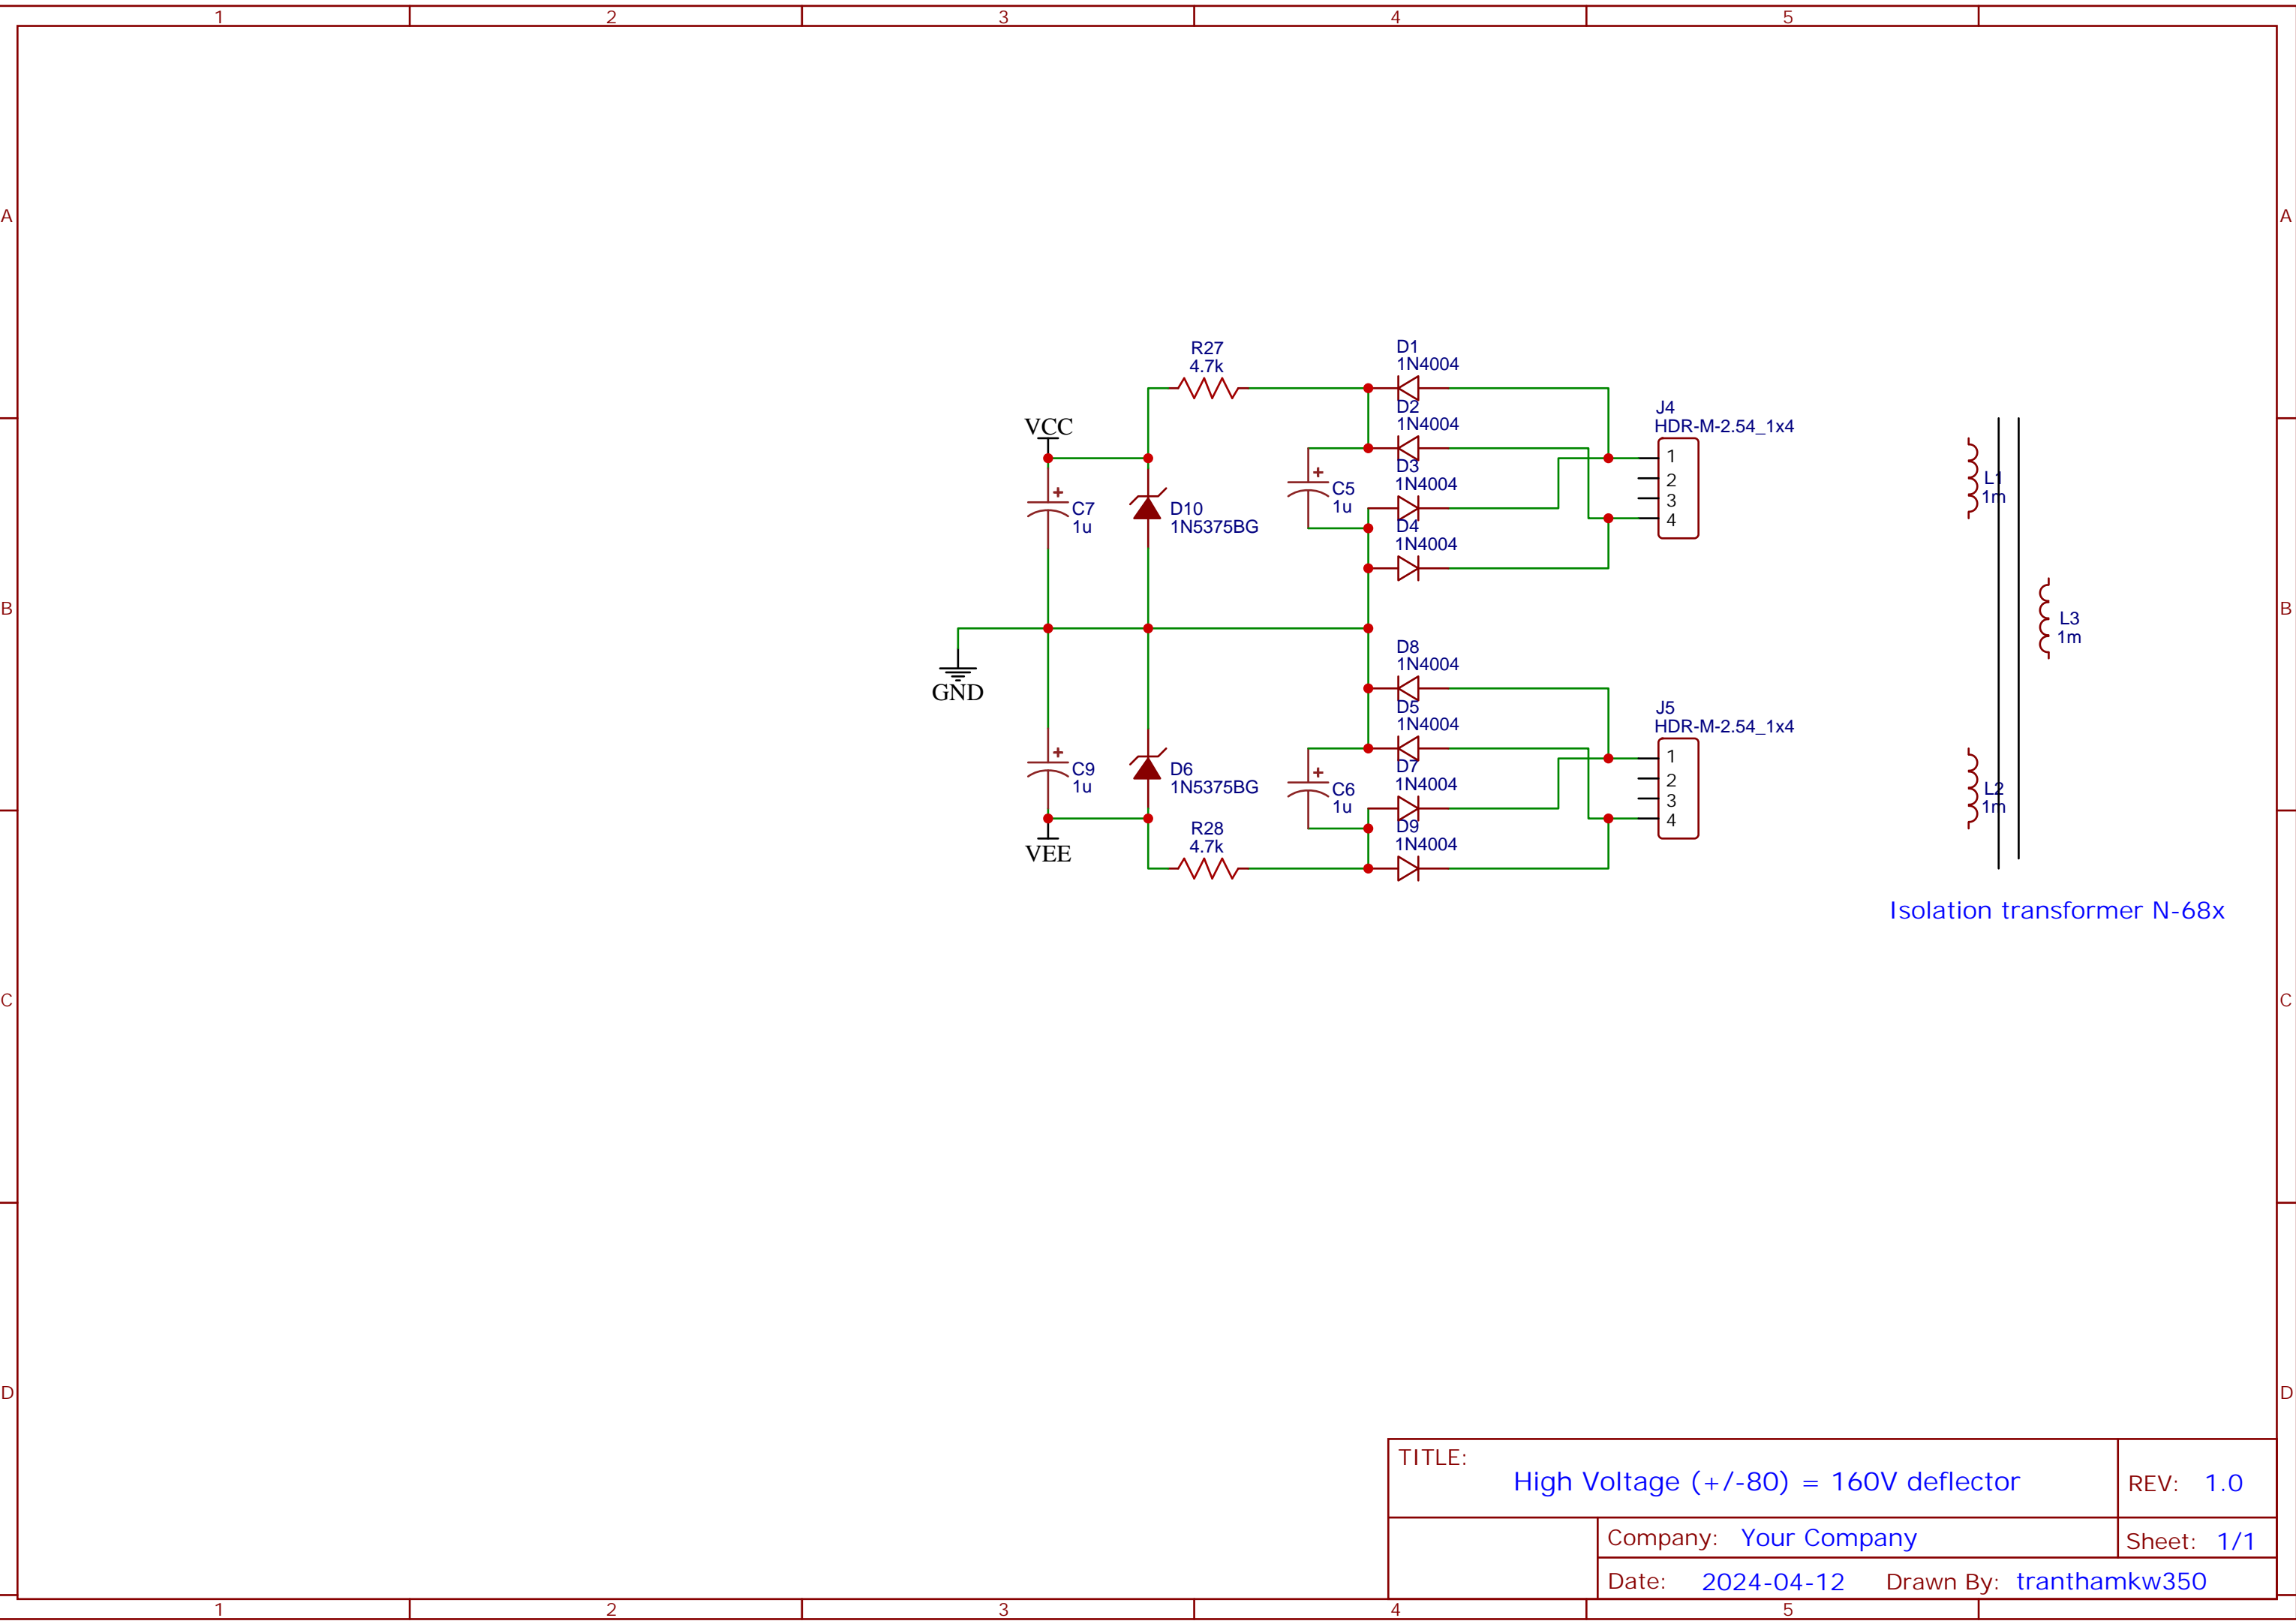 1 2 3 4 5
A A
R27
4.7k
D1
1N4004
D2
1N4004
VCC
J4
HDR-M-2.54_1x4
1
2
3
4
D3
1N4004
+
C7
1u
D10
1N5375BG
+
C5
1u
D4
1N4004
L1
1m
B B
L3
1m
GND
D8
1N4004
D5
1N4004
J5
HDR-M-2.54_1x4
1
2
3
4
D7
1N4004
+
C9
1u
D6
1N5375BG
+
C6
1u
L2
1m
D9
1N4004
R28
4.7k
VEE
Isolation transformer N-68x
C C
D D
TITLE:
High Voltage (+/-80) = 160V deflector
REV: 1.0
Company: Your Company
Sheet: 1/1
Date: 2024-04-12 Drawn By: tranthamkw350
1 2 3 4 5